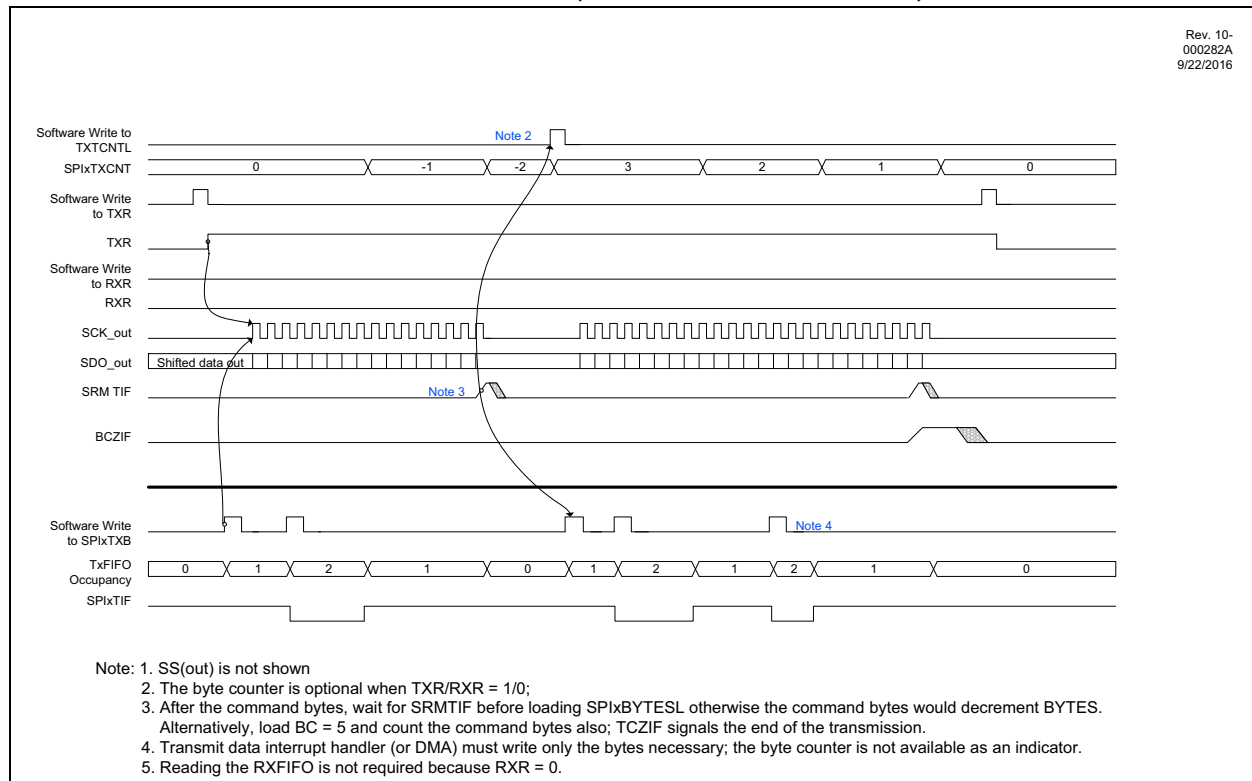 Rev. 10-
000282A
9/22/2016
Software Write to
TXTCNTL
Note 2
SPIxTXCNT 0 -1 -2 3 2 1 0
Software Write
to TXR
TXR
Software Write
to RXR
RXR
SCK_out
SDO_out Shifted data out
SRM TIF Note 3
BCZIF
Software Write
to SPIxTXB
Note 4
TxFIFO
Occupancy
0 1 2 1 0 1 2 1 2 1 0
SPIxTIF
Note: 1. SS(out) is not shown
2. The byte counter is optional when TXR/RXR = 1/0;
3. After the command bytes, wait for SRMTIF before loading SPIxBYTESL otherwise the command bytes would decrement BYTES.
Alternatively, load BC = 5 and count the command bytes also; TCZIF signals the end of the transmission.
4. Transmit data interrupt handler (or DMA) must write only the bytes necessary; the byte counter is not available as an indicator.
5. Reading the RXFIFO is not required because RXR = 0.